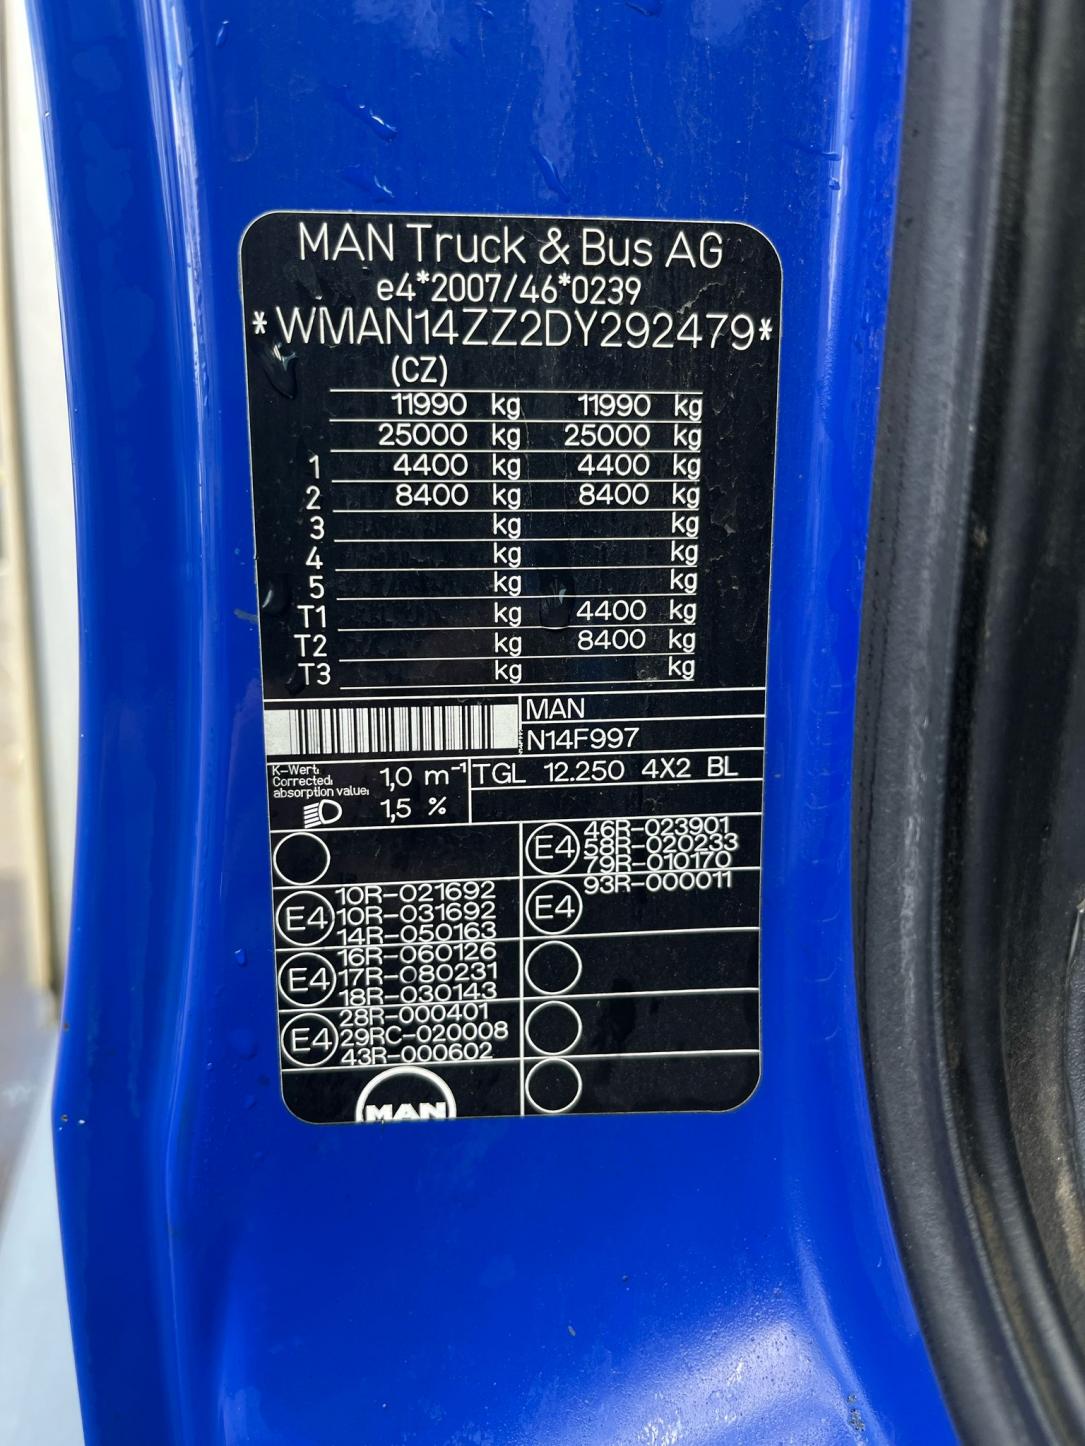 MAN Truck & Bus AG
e4*2007/46*0239
*WMAN14ZZ2DY292479*
(CZ)
11990 kg 11990 kg
25000 kg 25000 kg
1 4400 kg 4400 kg
2 8400 kg 8400 kg
3 kg kg
4 kg kg
5 kg kg
T1 kg 4400 kg
T2 kg 8400 kg
T3 kg kg
MAN
N14F997
K-Wert:
Corrected:
absorption value: 1,0 m⁻¹
TGL 12.250 4X2 BL
1,5 %
E4 46R-023901
58R-020233
79R-010170
E4 93R-000011
E4 10R-021692
10R-031692
14R-050163
E4 16R-060126
17R-080231
18R-030143
E4 28R-000401
29RC-020008
43R-000602
MAN